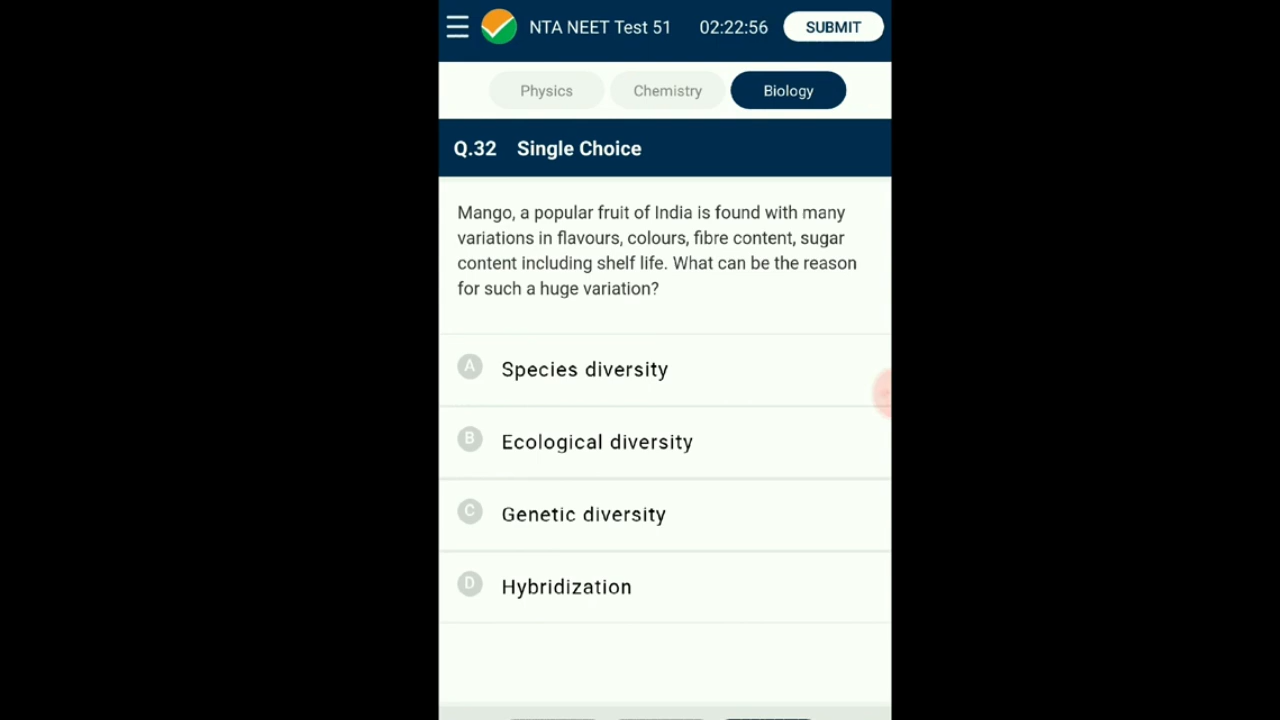 NTA NEET Test 51 02:22:56 SUBMIT
Physics Chemistry Biology
Q.32 Single Choice
Mango, a popular fruit of India is found with many
variations in flavours, colours, fibre content, sugar
content including shelf life. What can be the reason
for such a huge variation?
A Species diversity
B Ecological diversity
C Genetic diversity
D Hybridization